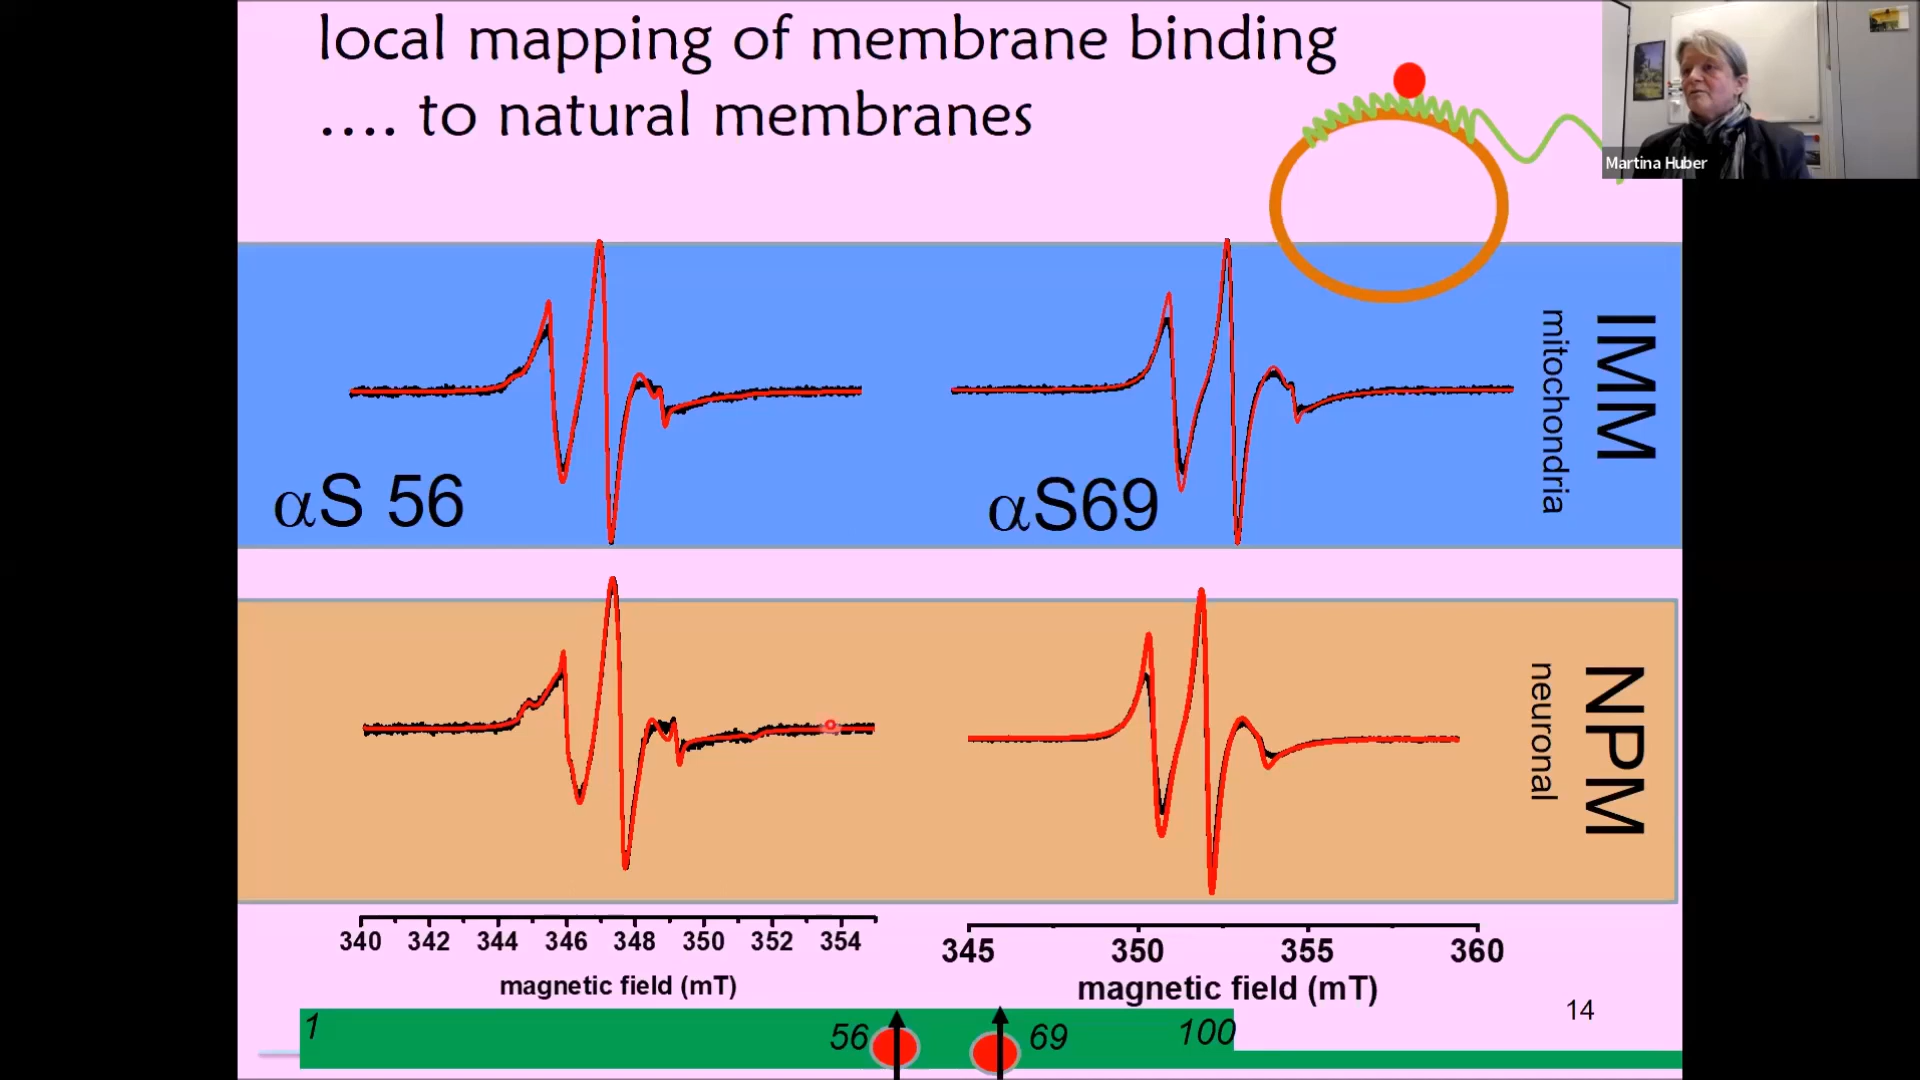 local mapping of membrane binding
.... to natural membranes
Martina Huber
IMM
mitochondria
αS 56
αS69
NPM
neuronal
340 342 344 346 348 350 352 354
magnetic field (mT)
345 350 355 360
magnetic field (mT)
14
1 56 69 100